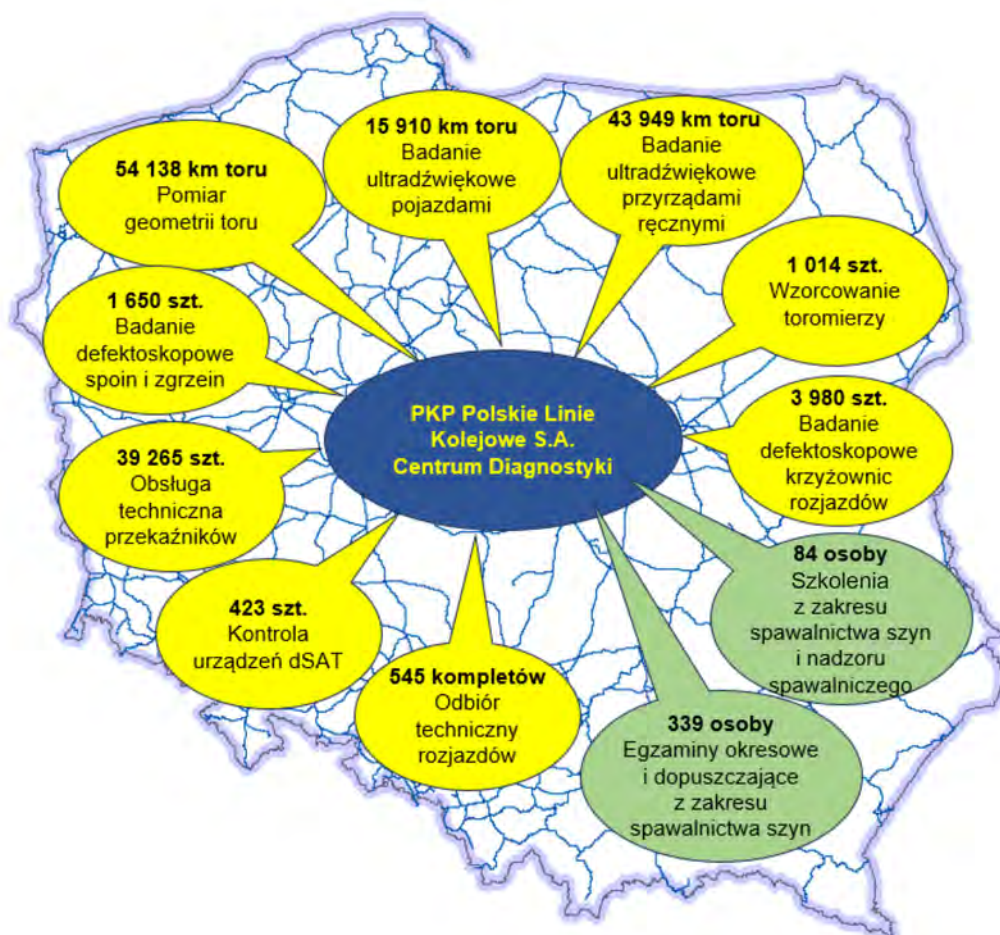 15 910 km toru
Badanie
ultradźwiękowe
pojazdami
43 949 km toru
Badanie
ultradźwiękowe
przyrządami
ręcznymi
54 138 km toru
Pomiar
geometrii toru
1 014 szt.
Wzorcowanie
toromierzy
1 650 szt.
Badanie
defektoskopowe
spoin i zgrzein
PKP Polskie Linie
Kolejowe S.A.
Centrum Diagnostyki
3 980 szt.
Badanie
defektoskopowe
krzyżownic
rozjazdów
39 265 szt.
Obsługa
techniczna
przekaźników
84 osoby
Szkolenia
z zakresu
spawalnictwa szyn
i nadzoru
spawalniczego
423 szt.
Kontrola
urządzeń dSAT
545 kompletów
Odbiór
techniczny
rozjazdów
339 osoby
Egzaminy okresowe
i dopuszczające
z zakresu
spawalnictwa szyn